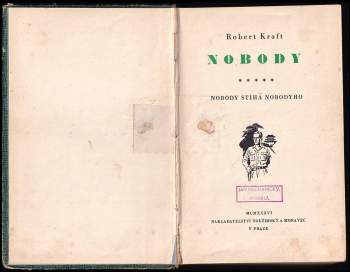 Robert Kraft
NOBODY
NOBODY STIHÁ NOBODYHO
MCMXXXVI
NAKLADATELSTVÍ TOUŽIMSKÝ A MORAVEC
V PRAZE